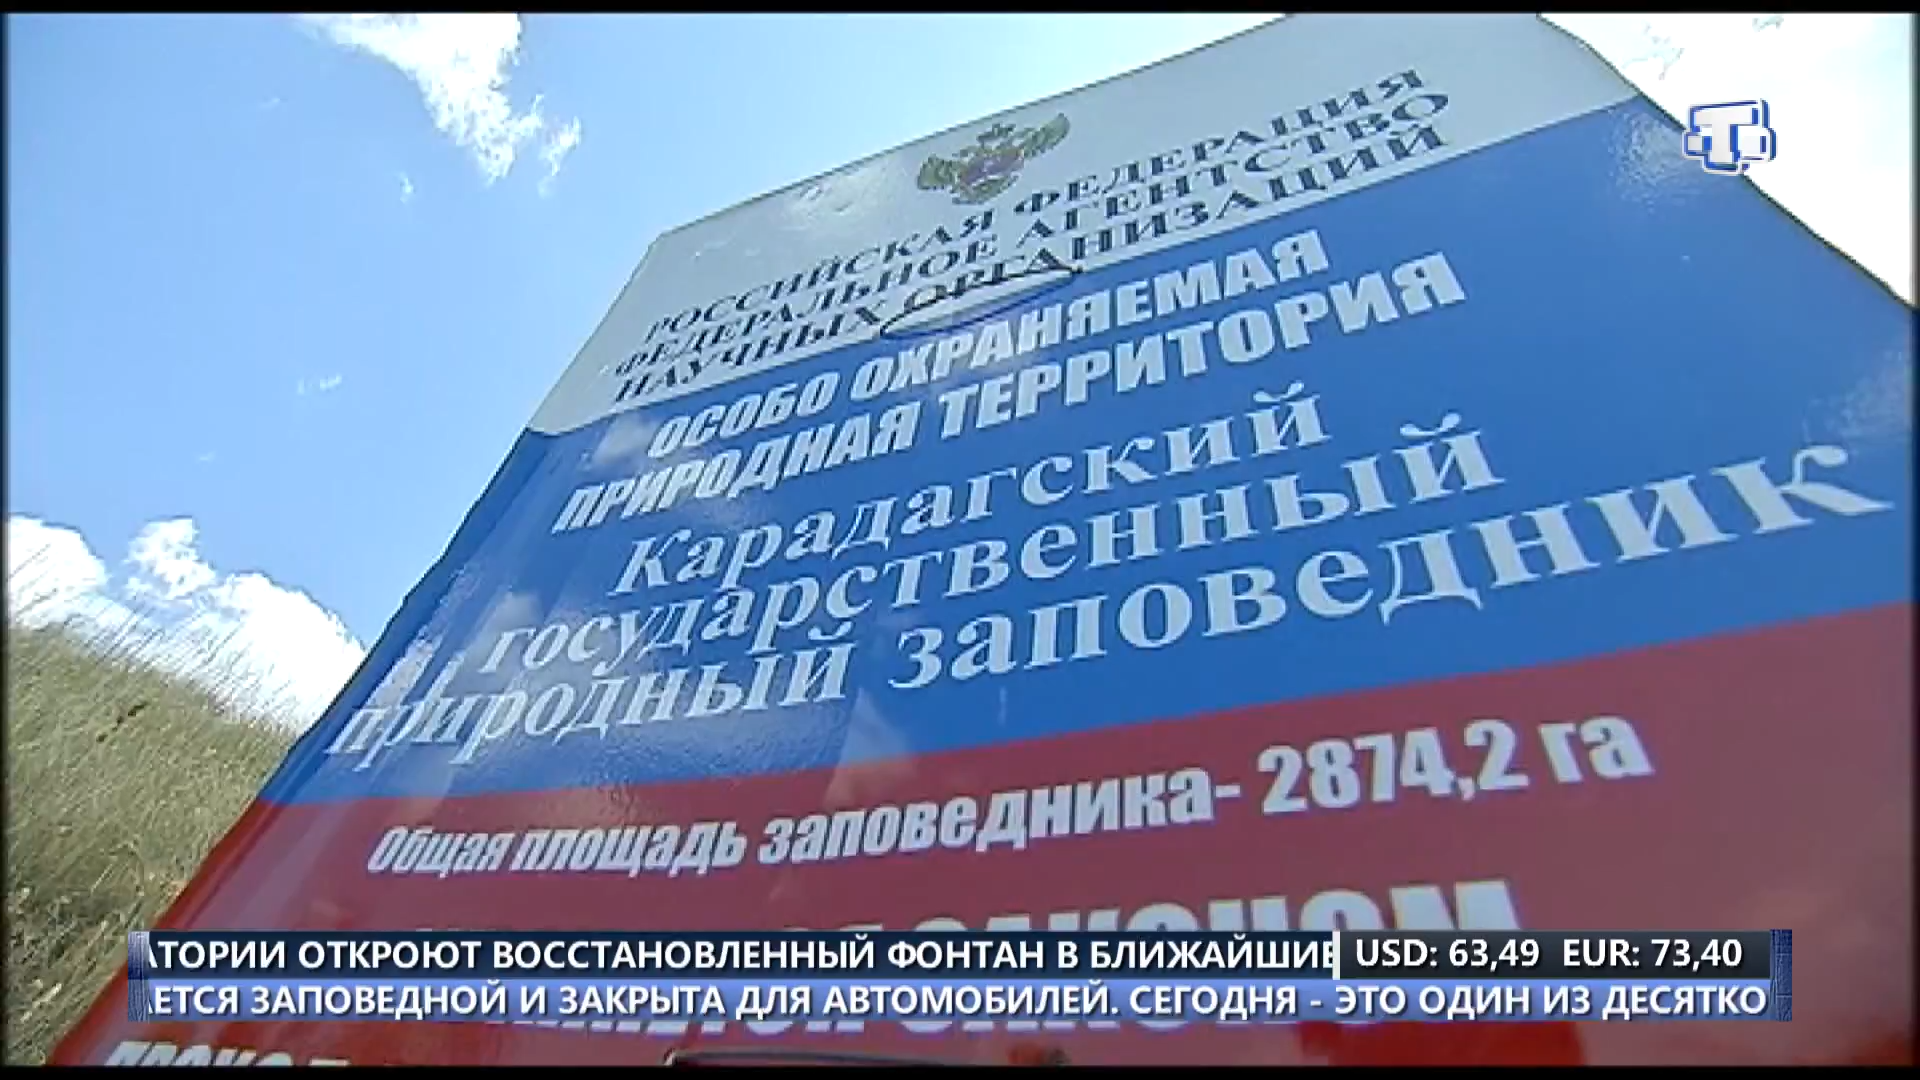 РОССИЙСКАЯ ФЕДЕРАЦИЯ
ФЕДЕРАЛЬНОЕ АГЕНТСТВО
НАУЧНЫХ ОРГАНИЗАЦИЙ
ОСОБО ОХРАНЯЕМАЯ
ПРИРОДНАЯ ТЕРРИТОРИЯ
Карадагский
государственный
природный заповедник
Общая площадь заповедника- 2874,2 га
ЗАКОНОМ
АТОРИИ ОТКРОЮТ ВОССТАНОВЛЕННЫЙ ФОНТАН В БЛИЖАЙШИЕ
USD: 63,49 EUR: 73,40
АЕТСЯ ЗАПОВЕДНОЙ И ЗАКРЫТА ДЛЯ АВТОМОБИЛЕЙ. СЕГОДНЯ - ЭТО ОДИН ИЗ ДЕСЯТКО